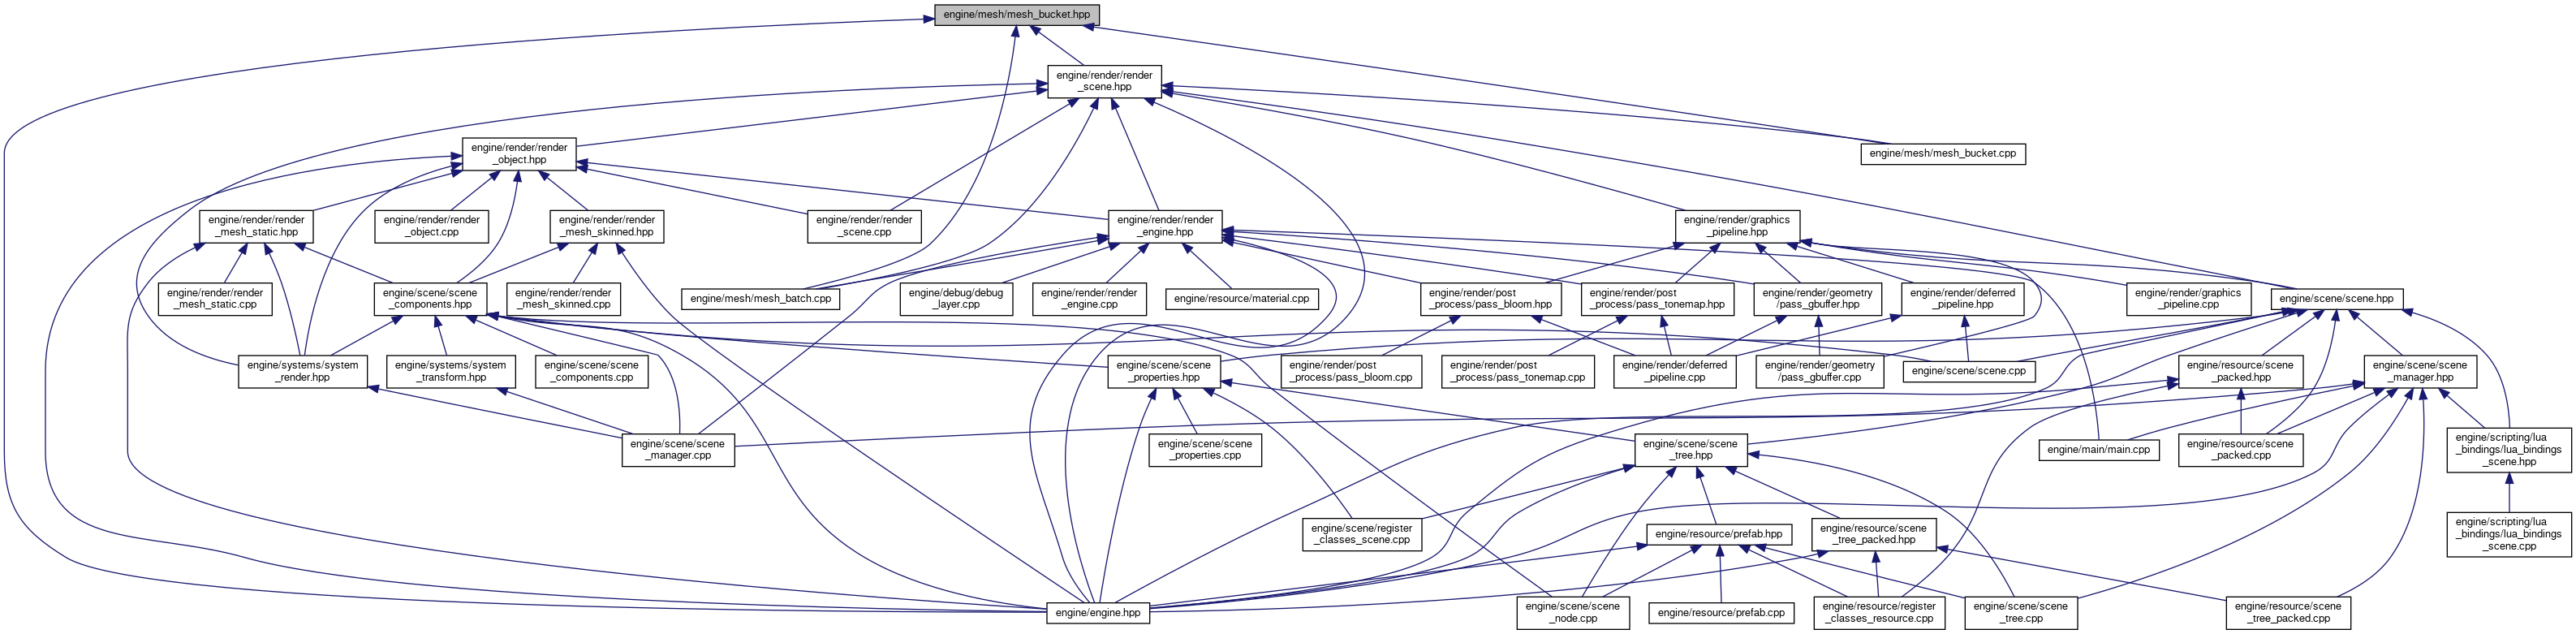 engine/mesh/mesh_bucket.hpp
engine/render/render
_scene.hpp
engine/render/render
_object.hpp
engine/mesh/mesh_bucket.cpp
engine/render/render
_mesh_static.hpp
engine/render/render
_object.cpp
engine/render/render
_mesh_skinned.hpp
engine/render/render
_scene.cpp
engine/render/render
_engine.hpp
engine/render/graphics
_pipeline.hpp
engine/render/render
_mesh_static.cpp
engine/scene/scene
_components.hpp
engine/render/render
_mesh_skinned.cpp
engine/mesh/mesh_batch.cpp
engine/debug/debug
_layer.cpp
engine/render/render
_engine.cpp
engine/resource/material.cpp
engine/render/post
_process/pass_bloom.hpp
engine/render/post
_process/pass_tonemap.hpp
engine/render/geometry
/pass_gbuffer.hpp
engine/render/deferred
_pipeline.hpp
engine/render/graphics
_pipeline.cpp
engine/scene/scene.hpp
engine/systems/system
_render.hpp
engine/systems/system
_transform.hpp
engine/scene/scene
_components.cpp
engine/scene/scene
_properties.hpp
engine/render/post
_process/pass_bloom.cpp
engine/render/post
_process/pass_tonemap.cpp
engine/render/deferred
_pipeline.cpp
engine/render/geometry
/pass_gbuffer.cpp
engine/scene/scene.cpp
engine/resource/scene
_packed.hpp
engine/scene/scene
_manager.hpp
engine/scene/scene
_manager.cpp
engine/scene/scene
_properties.cpp
engine/scene/scene
_tree.hpp
engine/main/main.cpp
engine/resource/scene
_packed.cpp
engine/scripting/lua
_bindings/lua_bindings
_scene.hpp
engine/scene/register
_classes_scene.cpp
engine/resource/prefab.hpp
engine/resource/scene
_tree_packed.hpp
engine/scripting/lua
_bindings/lua_bindings
_scene.cpp
engine/engine.hpp
engine/scene/scene
_node.cpp
engine/resource/prefab.cpp
engine/resource/register
_classes_resource.cpp
engine/scene/scene
_tree.cpp
engine/resource/scene
_tree_packed.cpp